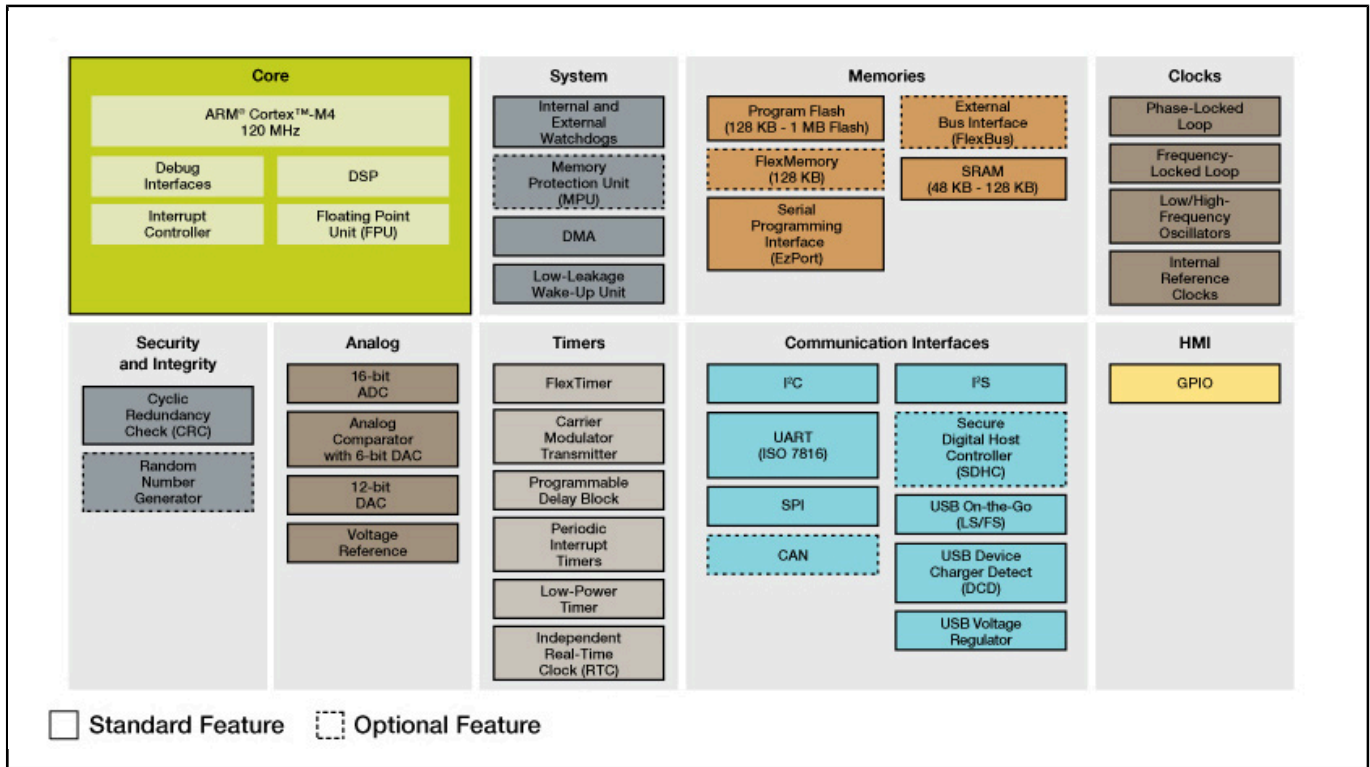 Core
ARM® Cortex™-M4
120 MHz
Debug
Interfaces
DSP
Interrupt
Controller
Floating Point
Unit (FPU)
System
Internal and
External
Watchdogs
Memory
Protection Unit
(MPU)
DMA
Low-Leakage
Wake-Up Unit
Memories
Program Flash
(128 KB - 1 MB Flash)
External
Bus Interface
(FlexBus)
FlexMemory
(128 KB)
SRAM
(48 KB - 128 KB)
Serial
Programming
Interface
(EzPort)
Clocks
Phase-Locked
Loop
Frequency-
Locked Loop
Low/High-
Frequency
Oscillators
Internal
Reference
Clocks
Security
and Integrity
Cyclic
Redundancy
Check (CRC)
Random
Number
Generator
Analog
16-bit
ADC
Analog
Comparator
with 6-bit DAC
12-bit
DAC
Voltage
Reference
Timers
FlexTimer
Carrier
Modulator
Transmitter
Programmable
Delay Block
Periodic
Interrupt
Timers
Low-Power
Timer
Independent
Real-Time
Clock (RTC)
Communication Interfaces
I²C
I²S
UART
(ISO 7816)
Secure
Digital Host
Controller
(SDHC)
SPI
USB On-the-Go
(LS/FS)
CAN
USB Device
Charger Detect
(DCD)
USB Voltage
Regulator
HMI
GPIO
Standard Feature
Optional Feature